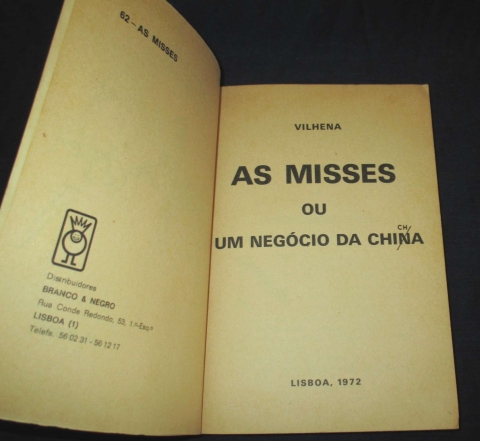 62 - AS MISSES
Distribuidores
BRANCO & NEGRO
Rua Conde Redondo, 53, 1.º-Esq.º
LISBOA (1)
Telefs. 56 02 31 - 56 12 17
VILHENA
AS MISSES
OU
CH
UM NEGÓCIO DA CHINA
LISBOA, 1972